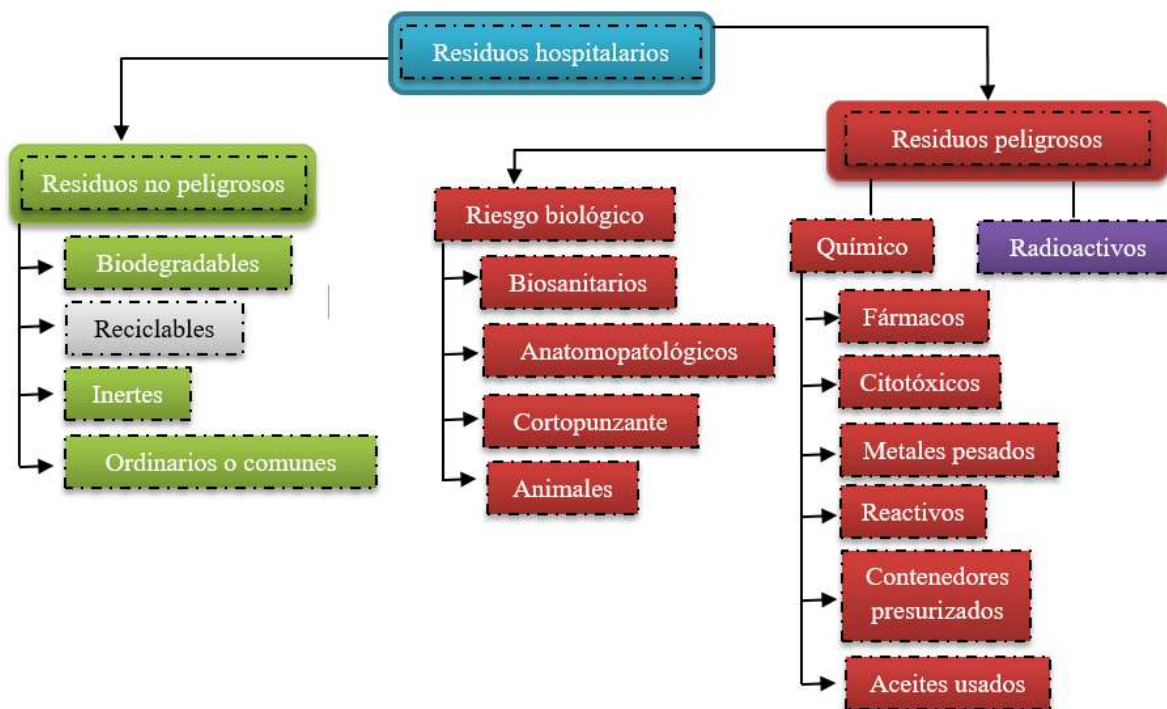 Residuos hospitalarios
Residuos no peligrosos
Biodegradables
Reciclables
Inertes
Ordinarios o comunes
Residuos peligrosos
Riesgo biológico
Biosanitarios
Anatomopatológicos
Cortopunzante
Animales
Químico
Fármacos
Citotóxicos
Metales pesados
Reactivos
Contenedores
presurizados
Aceites usados
Radioactivos